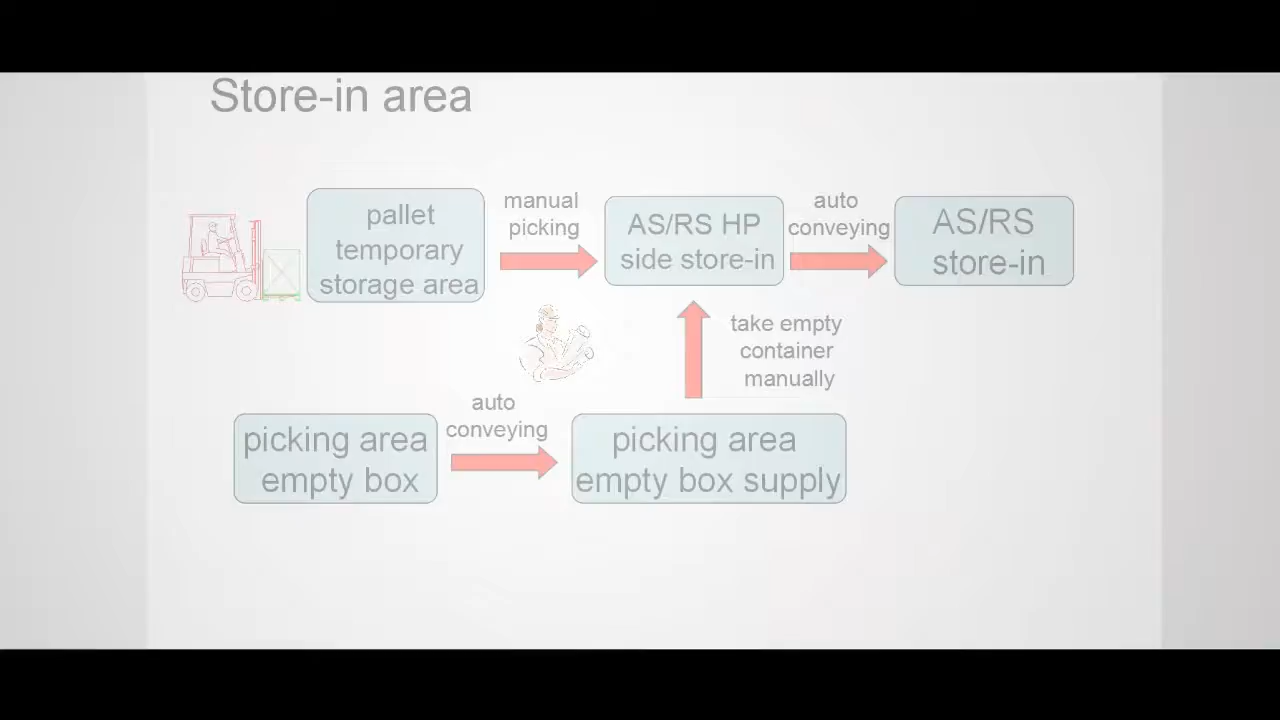 Store-in area
pallet
temporary
storage area
manual
picking
AS/RS HP
side store-in
auto
conveying
AS/RS
store-in
take empty
container
manually
picking area
empty box
auto
conveying
picking area
empty box supply